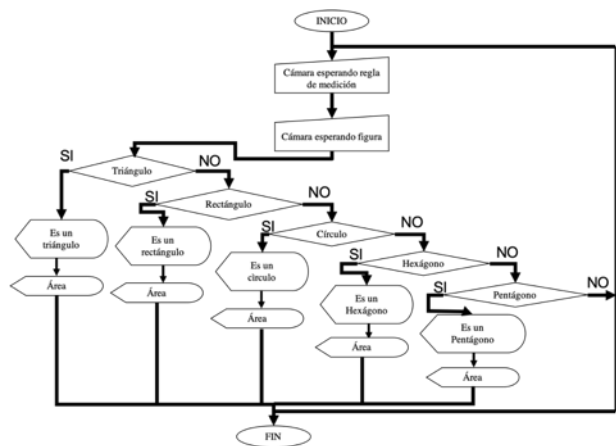 INICIO
Cámara esperando regla
de medición
Cámara esperando figura
SI
Triángulo
NO
Rectángulo
NO
SI
Círculo
NO
SI
Hexágono
NO
SI
Pentágono
NO
SI
Es un
triángulo
Es un
rectángulo
Es un
círculo
Es un
Hexágono
Es un
Pentágono
Área
Área
Área
Área
Área
FIN